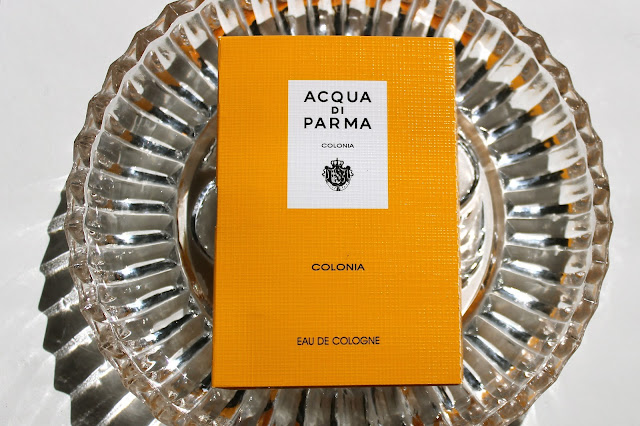 ACQUA
DI
PARMA
COLONIA
COLONIA
EAU DE COLOGNE